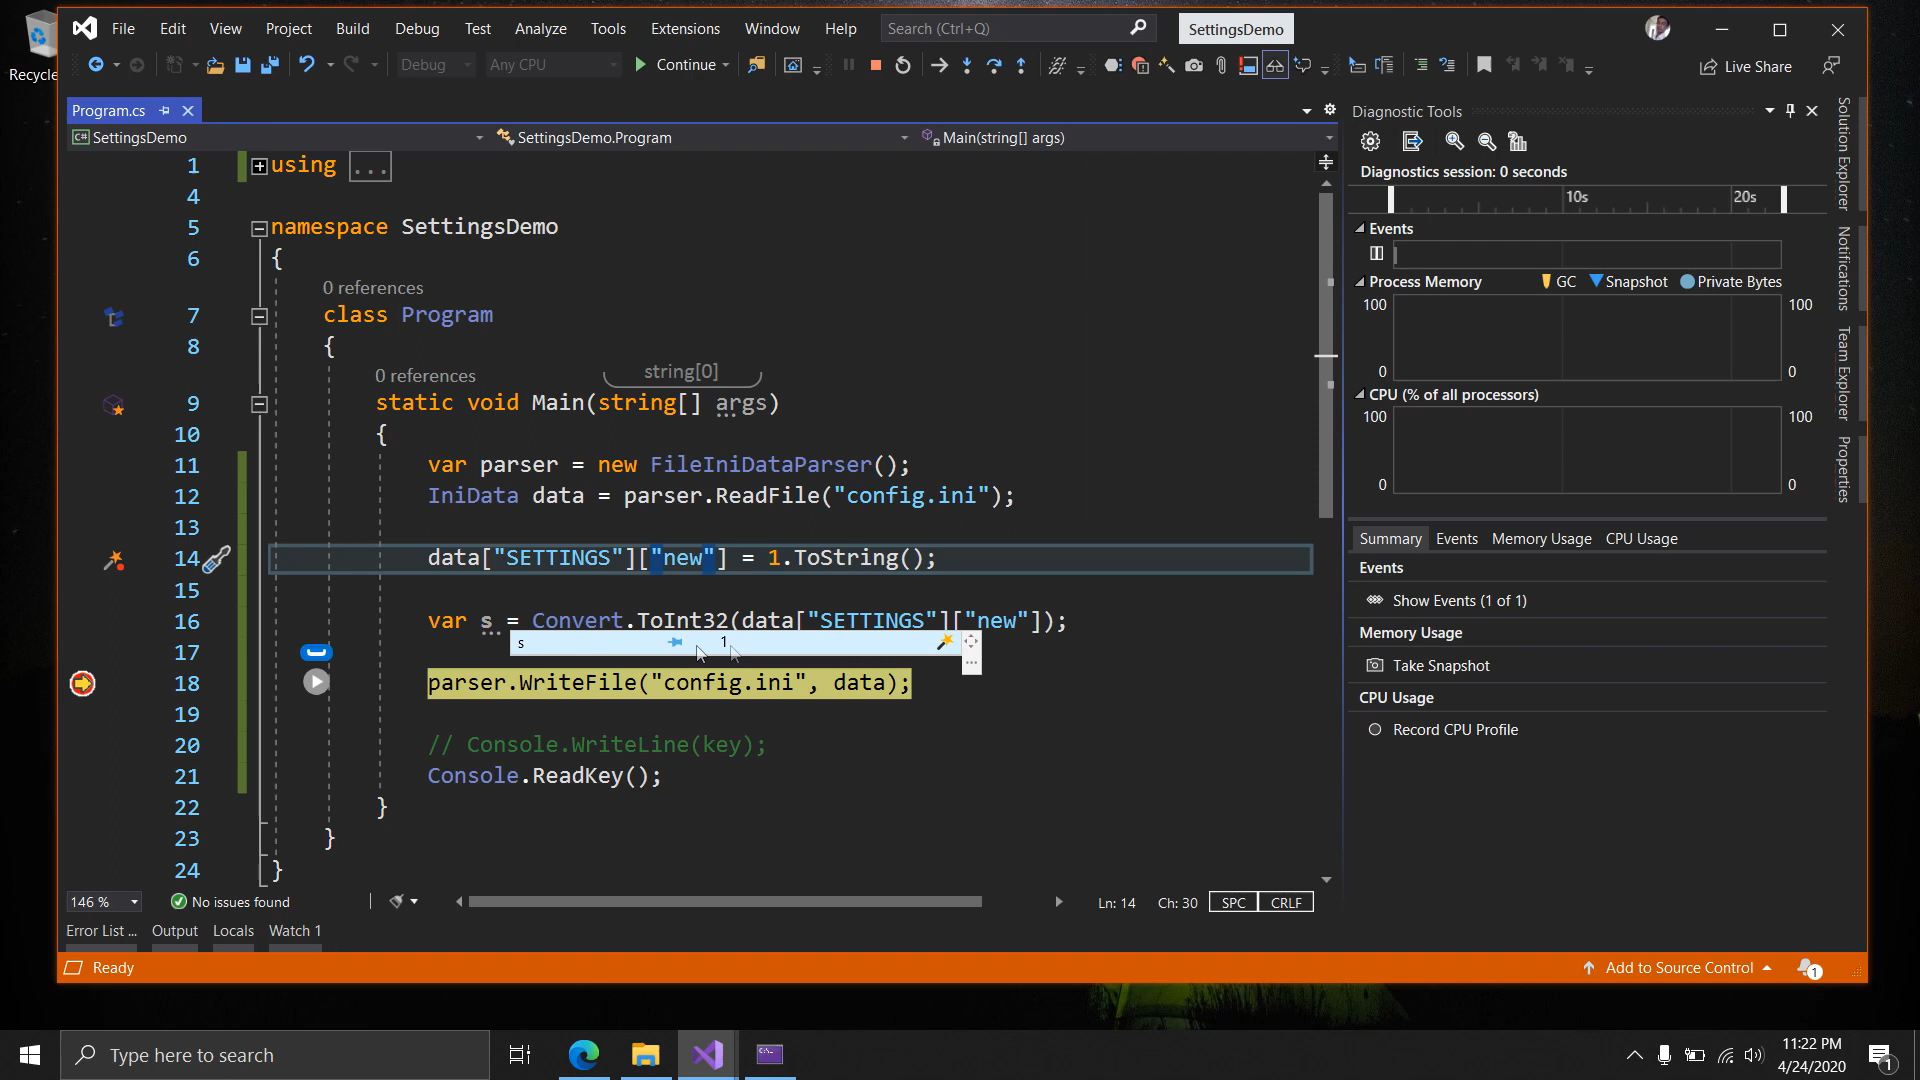 Recycle
File Edit View Project Build Debug Test Analyze Tools Extensions Window Help Search (Ctrl+Q) SettingsDemo
Debug Any CPU Continue Live Share
Program.cs
SettingsDemo SettingsDemo.Program Main(string[] args)
1 using ...
4
5 namespace SettingsDemo
6 {
0 references
7 class Program
8 {
0 references string[0]
9 static void Main(string[] args)
10 {
11 var parser = new FileIniDataParser();
12 IniData data = parser.ReadFile("config.ini");
13
14 data["SETTINGS"]["new"] = 1.ToString();
15
16 var s = Convert.ToInt32(data["SETTINGS"]["new"]);
s 1
17
18 parser.WriteFile("config.ini", data);
19
20 // Console.WriteLine(key);
21 Console.ReadKey();
22 }
23 }
24 }
146 % No issues found Ln: 14 Ch: 30 SPC CRLF
Error List ... Output Locals Watch 1
Diagnostic Tools
Diagnostics session: 0 seconds
10s 20s
Events
Process Memory GC Snapshot Private Bytes
100 100
0 0
CPU (% of all processors)
100 100
0 0
Summary Events Memory Usage CPU Usage
Events
Show Events (1 of 1)
Memory Usage
Take Snapshot
CPU Usage
Record CPU Profile
Solution Explorer
Notifications
Team Explorer
Properties
Ready Add to Source Control 1
Type here to search
11:22 PM
4/24/2020
1